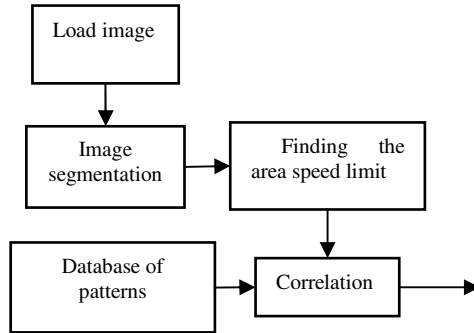 Load image
Image
segmentation
Finding the
area speed limit
Database of
patterns
Correlation